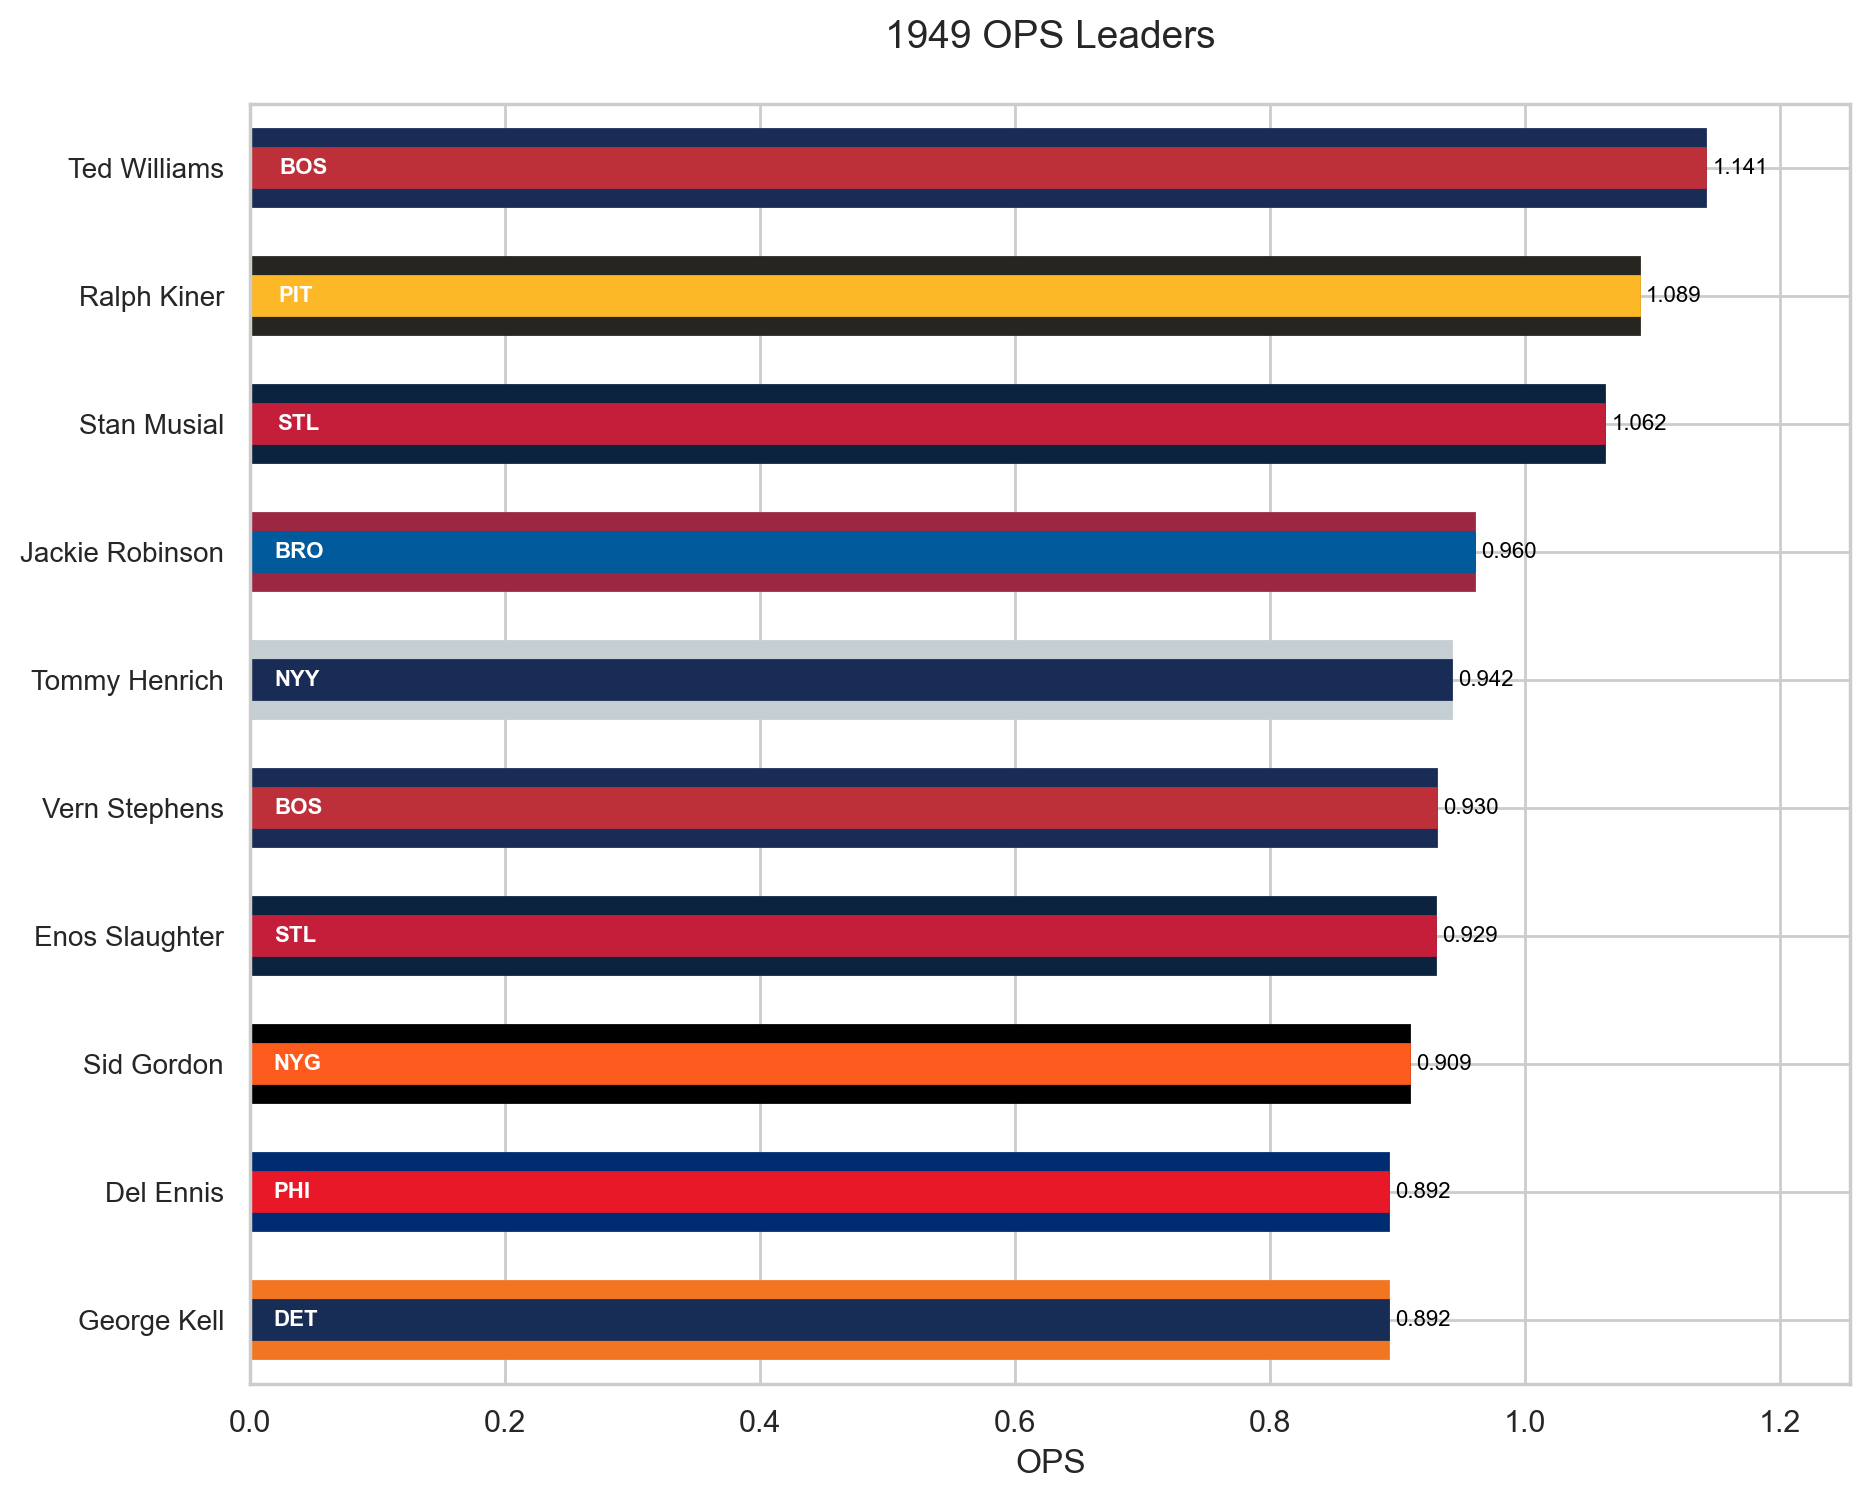 1949 OPS Leaders
Ted Williams BOS 1.141
Ralph Kiner PIT 1.089
Stan Musial STL 1.062
Jackie Robinson BRO 0.960
Tommy Henrich NYY 0.942
Vern Stephens BOS 0.930
Enos Slaughter STL 0.929
Sid Gordon NYG 0.909
Del Ennis PHI 0.892
George Kell DET 0.892
0.0 0.2 0.4 0.6 0.8 1.0 1.2
OPS